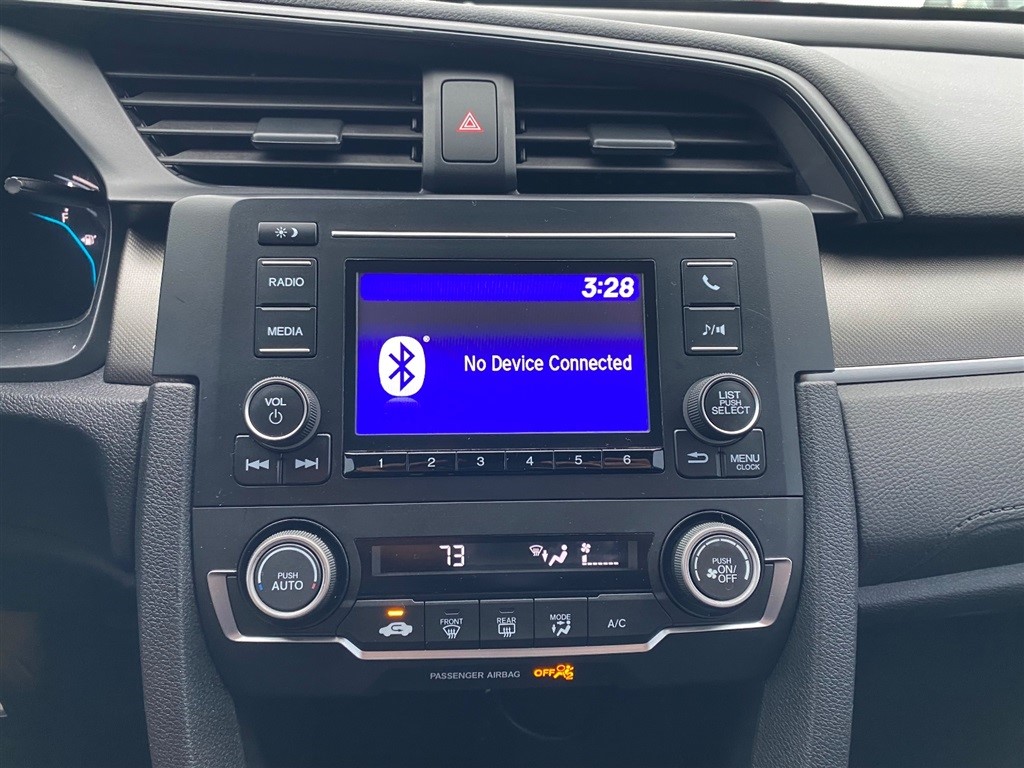 F
RADIO
MEDIA
VOL
3:28
®
No Device Connected
1 2 3 4 5 6
LIST
PUSH
SELECT
MENU
CLOCK
PUSH
AUTO
73
PUSH
ON/
OFF
FRONT
REAR
MODE
A/C
PASSENGER AIRBAG OFF